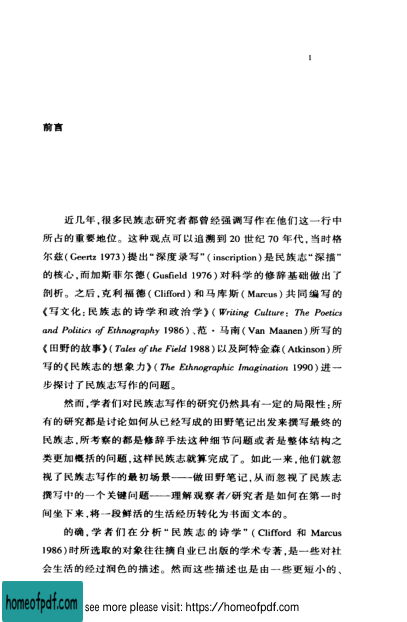 1
前言
近几年,很多民族志研究者都曾经强调写作在他们这一行中
所占的重要地位。这种观点可以追溯到 20 世纪 70 年代,当时格
尔兹(Geertz 1973)提出“深度录写”(inscription)是民族志“深描”
的核心,而加斯菲尔德(Gusfield 1976)对科学的修辞基础做出了
剖析。之后,克利福德(Clifford)和马库斯(Marcus)共同编写的
《写文化:民族志的诗学和政治学》(Writing Culture: The Poetics
and Politics of Ethnography 1986)、范·马南(Van Maanen)所写的
《田野的故事》(Tales of the Field 1988)以及阿特金森(Atkinson)所
写的《民族志的想象力》(The Ethnographic Imagination 1990)进一
步探讨了民族志写作的问题。
然而,学者们对民族志写作的研究仍然具有一定的局限性:所
有的研究都是讨论如何从已经写成的田野笔记出发来撰写最终的
民族志,所考察的都是修辞手法这种细节问题或者是整体结构之
类更加概括的问题,这样民族志就算完成了。如此一来,他们就忽
视了民族志写作的最初场景——做田野笔记,从而忽视了民族志
撰写中的一个关键问题——理解观察者/研究者是如何在第一时
间坐下来,将一段鲜活的生活经历转化为书面文本的。
的确,学者们在分析“民族志的诗学”(Clifford 和 Marcus
1986)时所选取的对象往往摘自业已出版的学术专著,是一些对社
会生活的经过润色的描述。然而这些描述也是由一些更短小的、
homeofpdf.com
see more please visit: https://homeofpdf.com